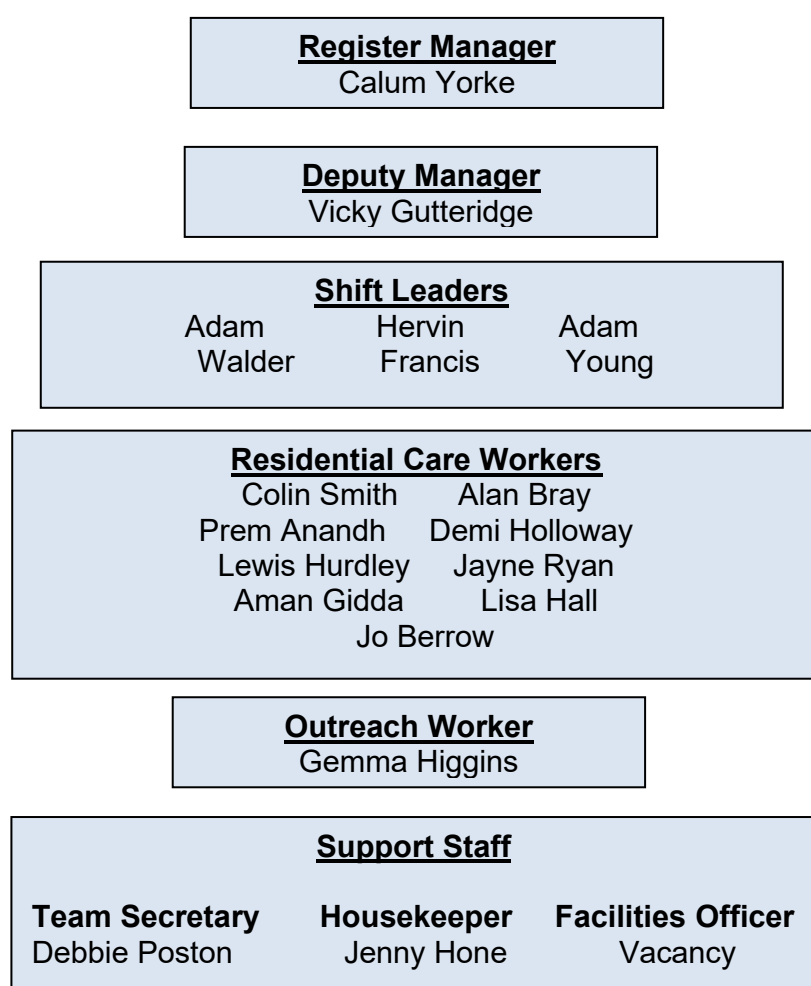 Register Manager
Calum Yorke
Deputy Manager
Vicky Gutteridge
Shift Leaders
Adam Hervin Adam
Walder Francis Young
Residential Care Workers
Colin Smith Alan Bray
Prem Anandh Demi Holloway
Lewis Hurdley Jayne Ryan
Aman Gidda Lisa Hall
Jo Berrow
Outreach Worker
Gemma Higgins
Support Staff
Team Secretary Housekeeper Facilities Officer
Debbie Poston Jenny Hone Vacancy